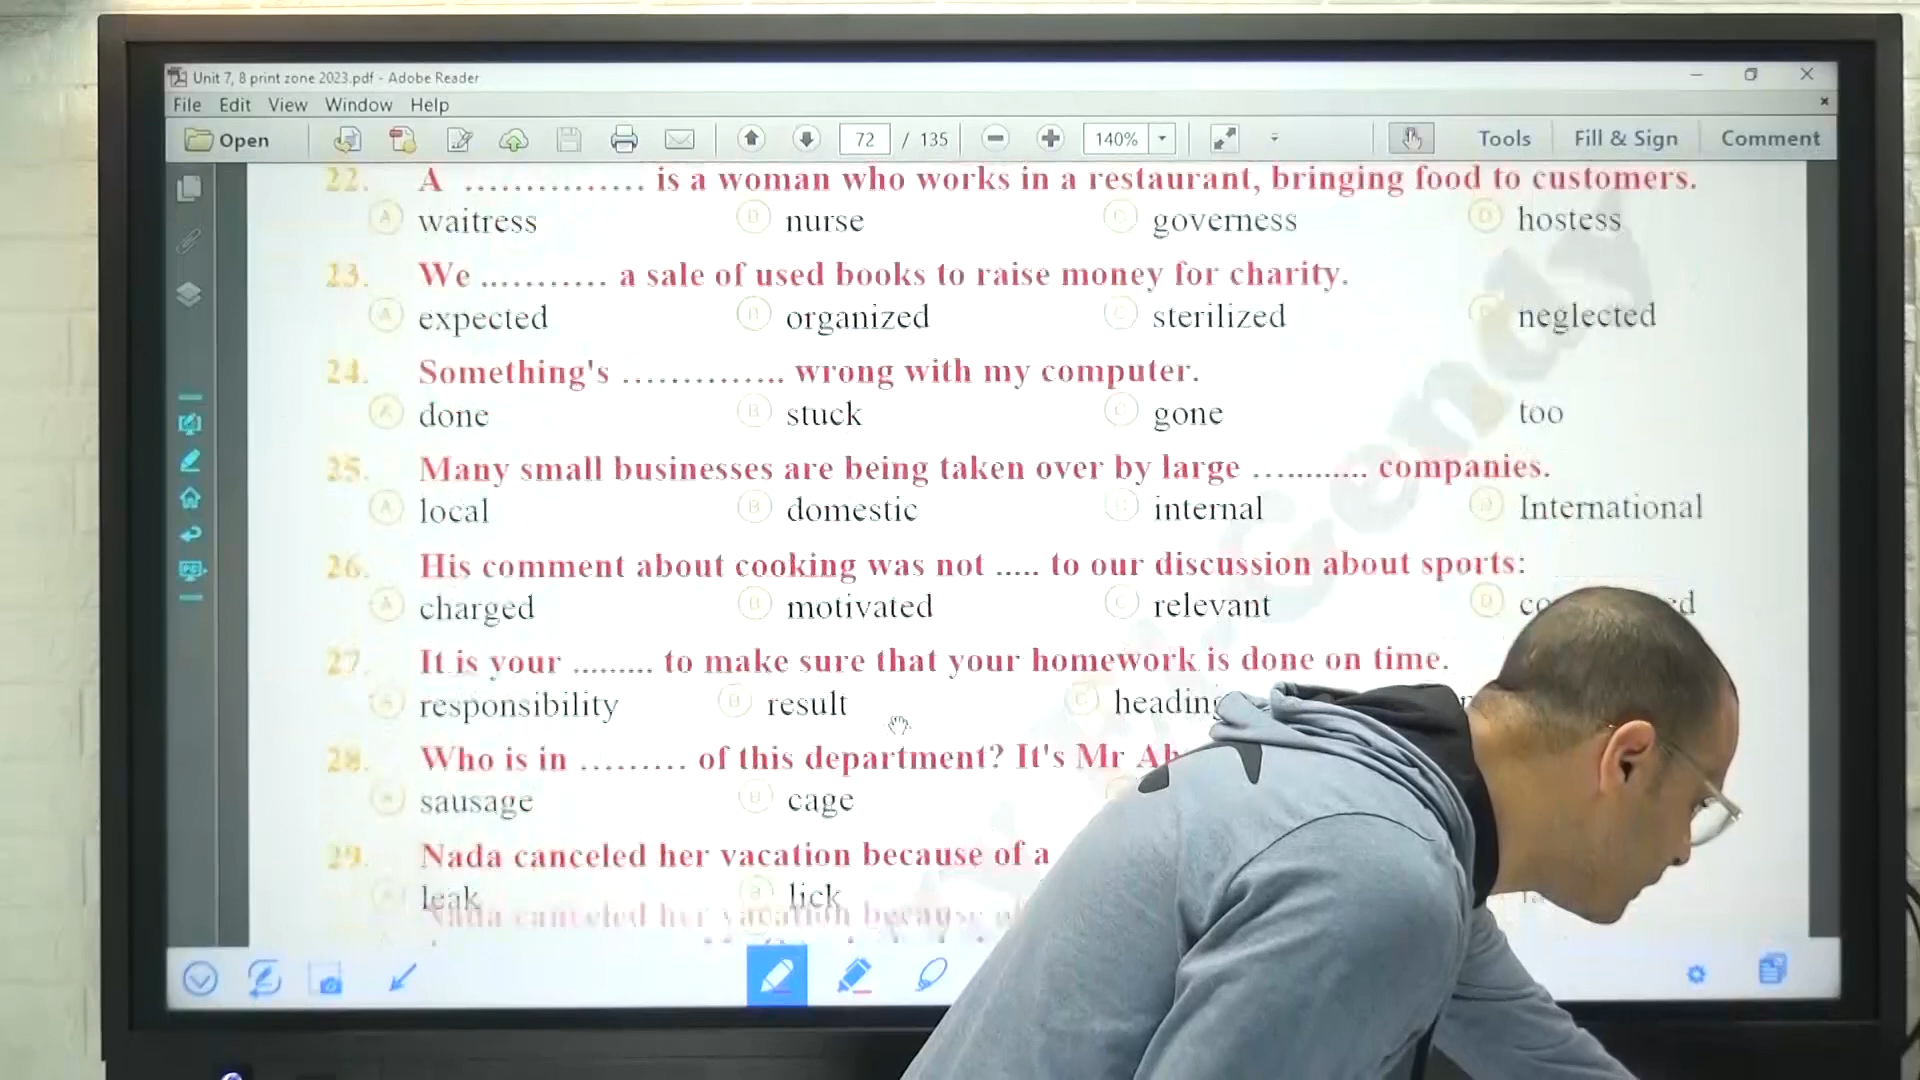 Unit 7, 8 print zone 2023.pdf - Adobe Reader
File Edit View Window Help
Open 72 / 135 140% Tools Fill & Sign Comment
22. A ............... is a woman who works in a restaurant, bringing food to customers.
A waitress B nurse C governess D hostess
23. We ........... a sale of used books to raise money for charity.
A expected B organized C sterilized neglected
24. Something's .............. wrong with my computer.
A done B stuck C gone too
25. Many small businesses are being taken over by large ........... companies.
A local B domestic internal D International
26. His comment about cooking was not ..... to our discussion about sports:
A charged B motivated C relevant D
27. It is your ......... to make sure that your homework is done on time.
A responsibility B result C heading
28. Who is in ......... of this department? It's Mr
A sausage B cage
29. Nada canceled her vacation because of a
leak B lick
Nada canceled her vacation because
Gendy